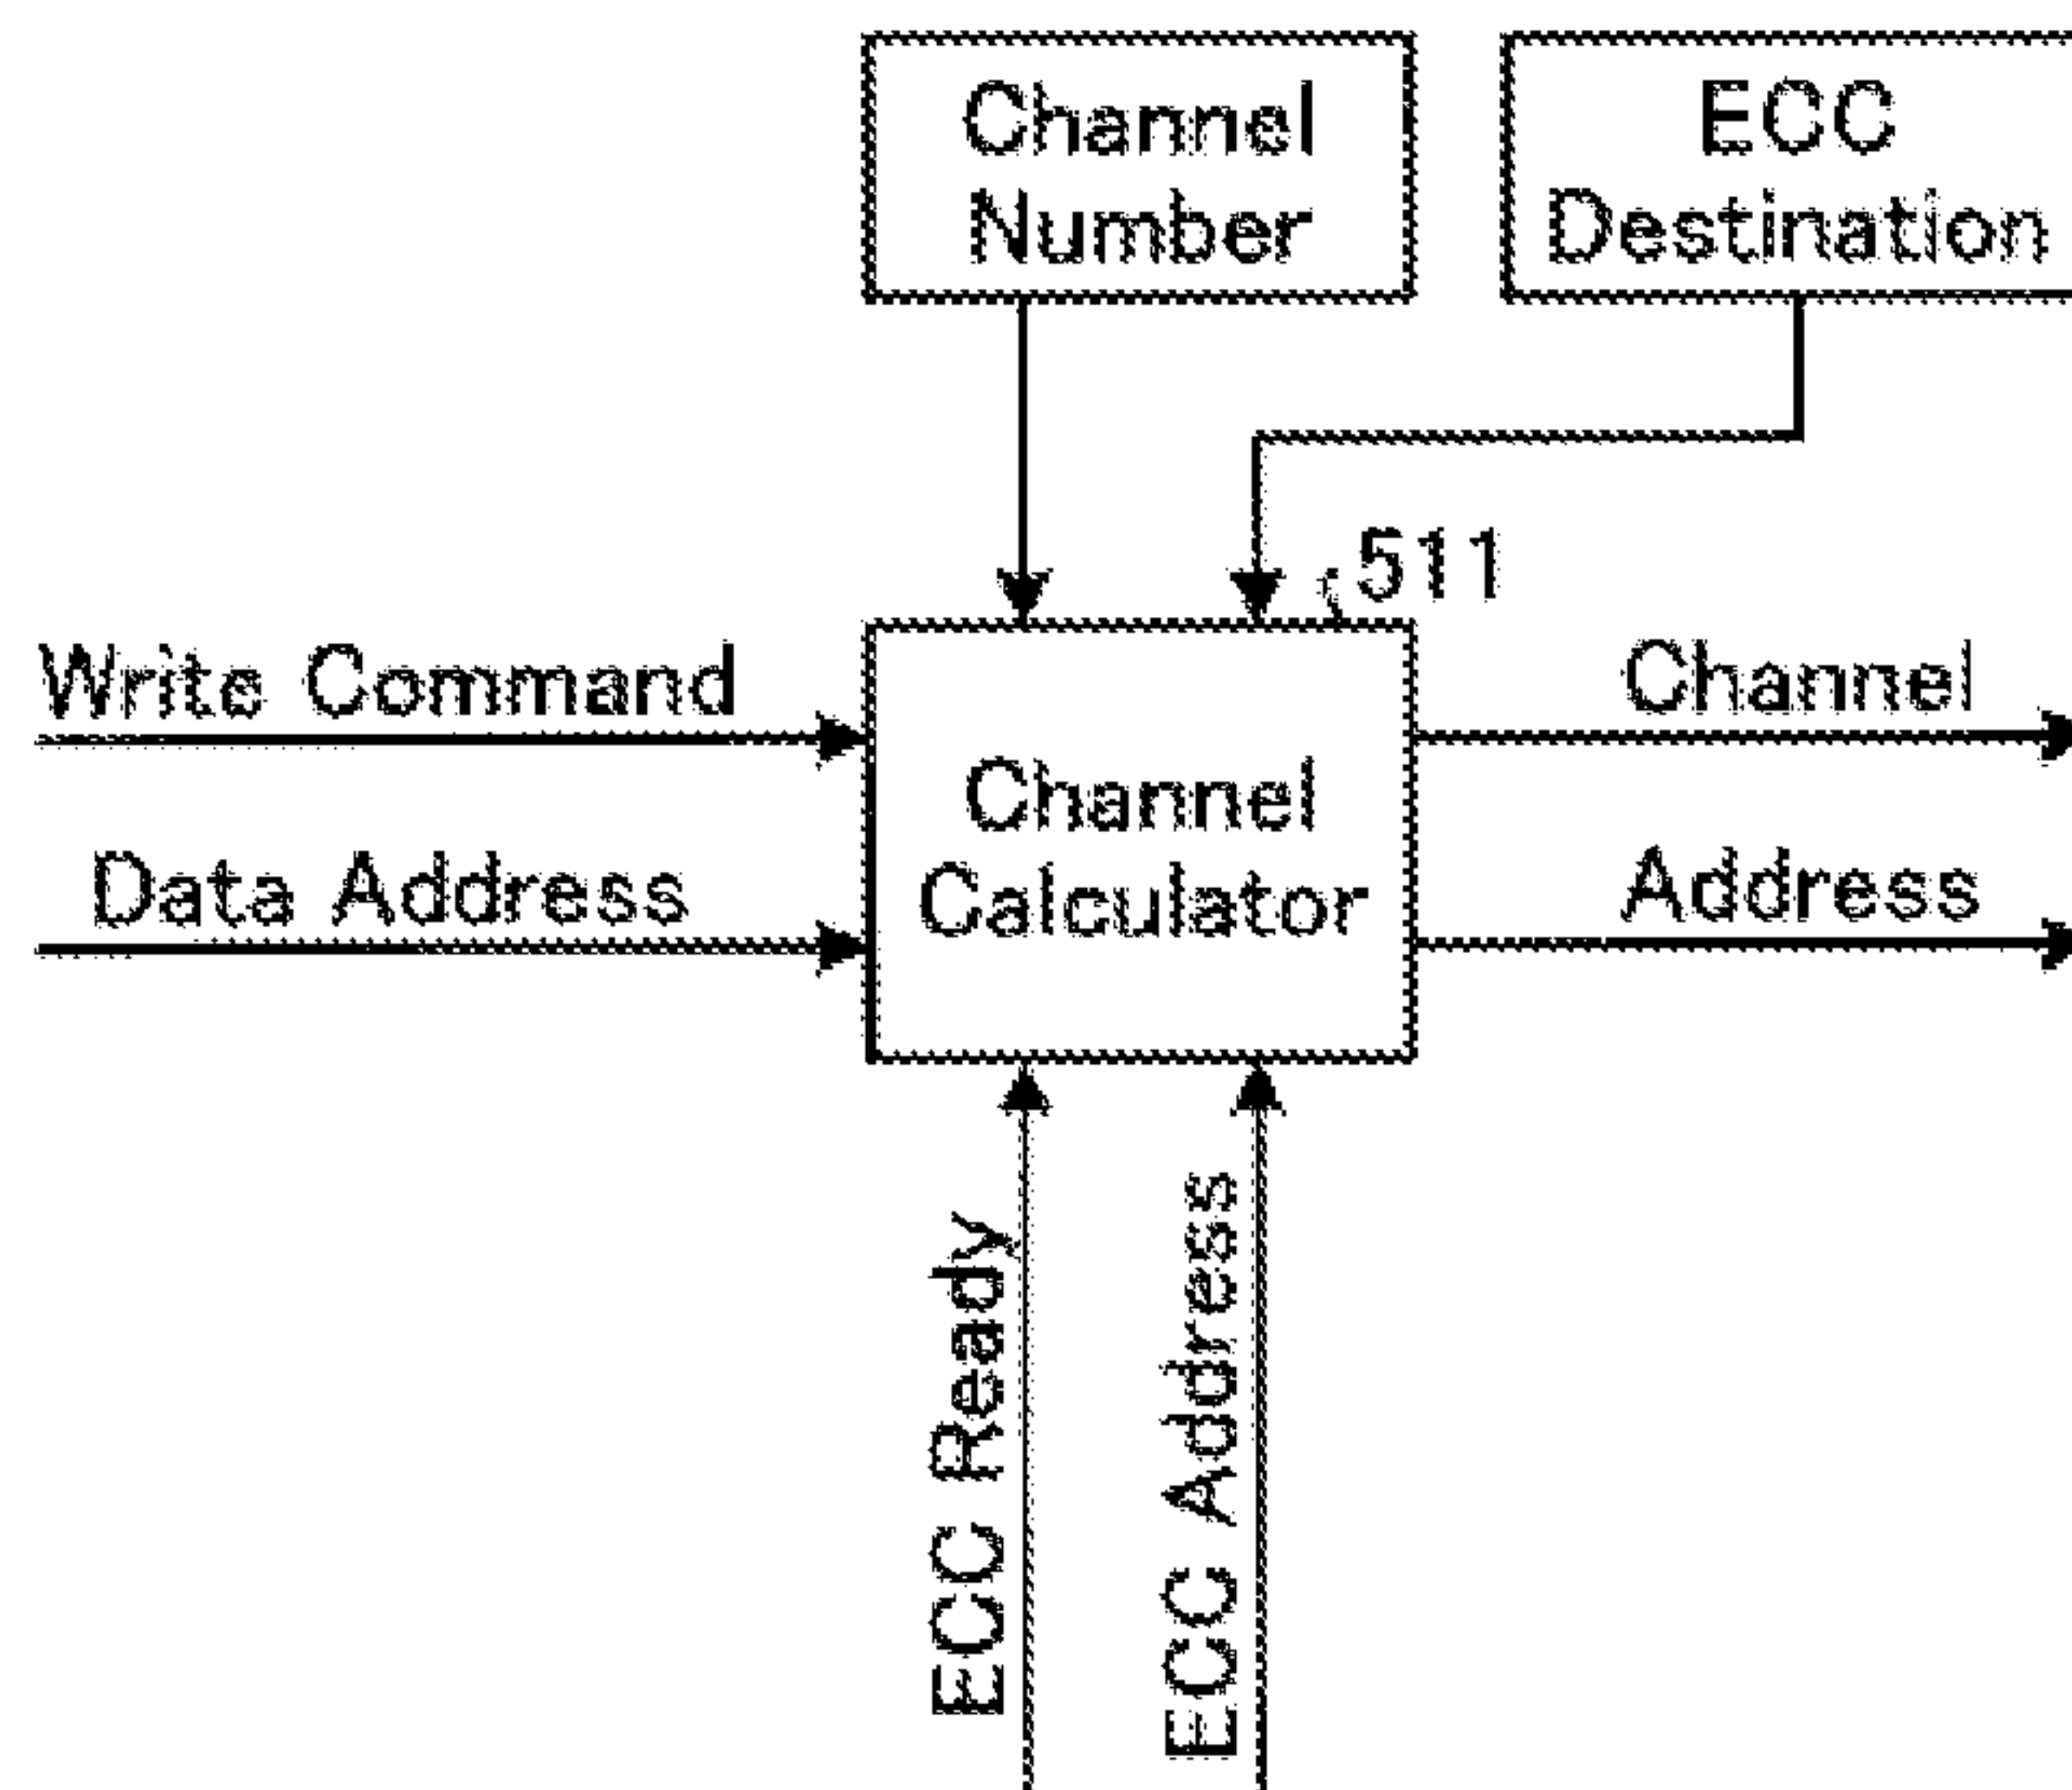 Channel
Number
ECC
Destination
511
Write Command
Channel
Channel
Calculator
Data Address
Address
ECC Ready
ECC Address